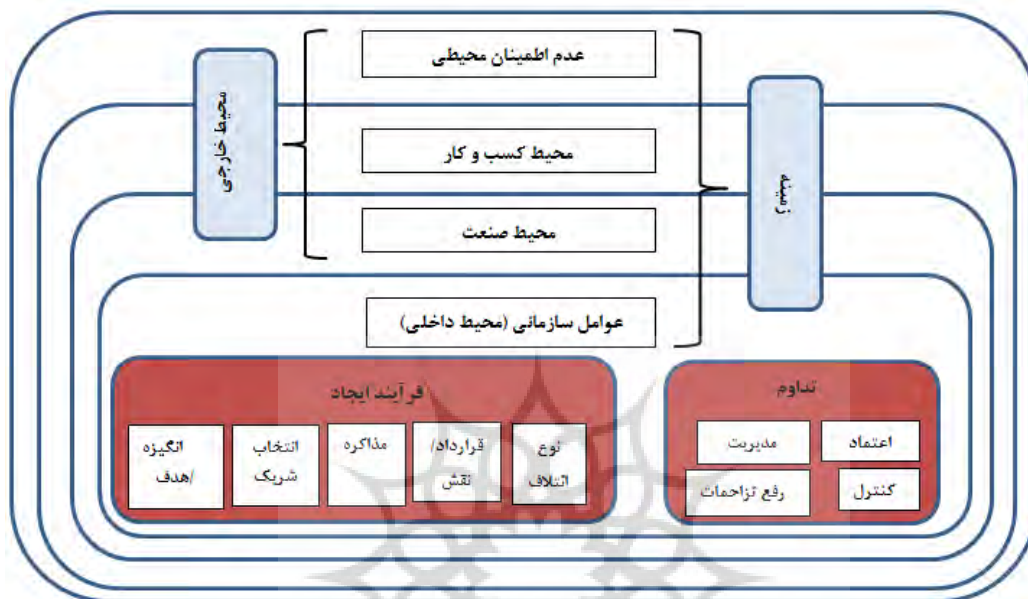 عدم اطمینان محیطی
محیط خارجی
زمینه
محیط کسب و کار
محیط صنعت
عوامل سازمانی (محیط داخلی)
تداوم
اعتماد
مدیریت
کنترل
رفع تزاحمات
فرآیند ایجاد
نوع
ائتلاف
قرارداد/
نقش
مذاکره
انتخاب
شریک
انگیزه
/هدف